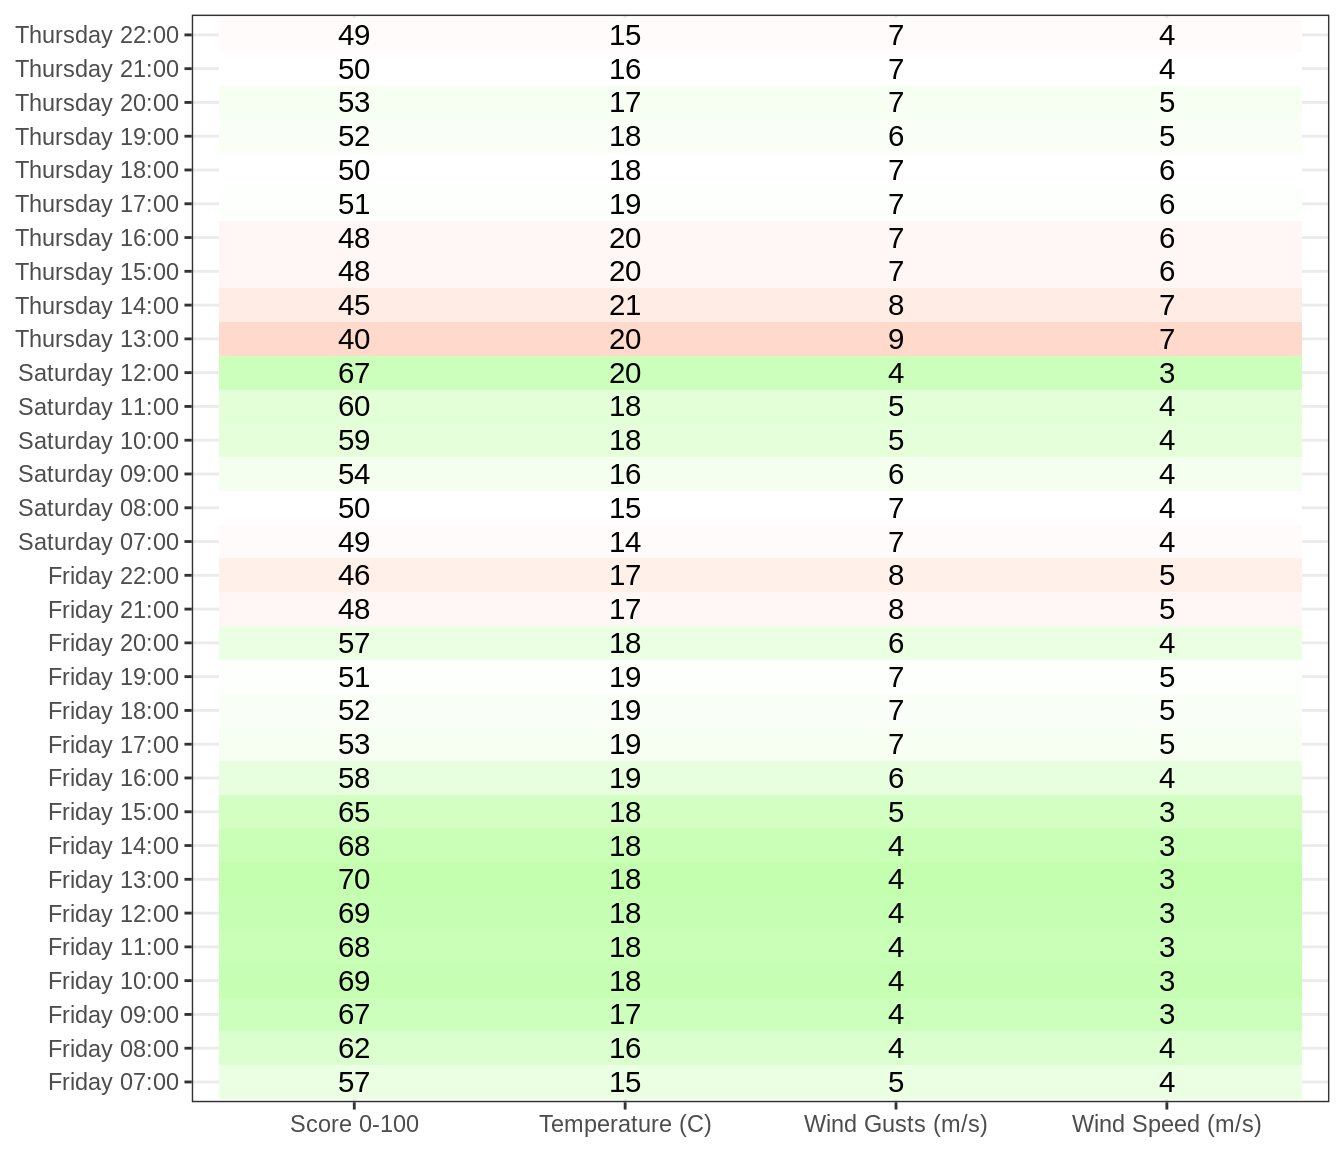 Thursday 22:00 49 15 7 4
Thursday 21:00 50 16 7 4
Thursday 20:00 53 17 7 5
Thursday 19:00 52 18 6 5
Thursday 18:00 50 18 7 6
Thursday 17:00 51 19 7 6
Thursday 16:00 48 20 7 6
Thursday 15:00 48 20 7 6
Thursday 14:00 45 21 8 7
Thursday 13:00 40 20 9 7
Saturday 12:00 67 20 4 3
Saturday 11:00 60 18 5 4
Saturday 10:00 59 18 5 4
Saturday 09:00 54 16 6 4
Saturday 08:00 50 15 7 4
Saturday 07:00 49 14 7 4
Friday 22:00 46 17 8 5
Friday 21:00 48 17 8 5
Friday 20:00 57 18 6 4
Friday 19:00 51 19 7 5
Friday 18:00 52 19 7 5
Friday 17:00 53 19 7 5
Friday 16:00 58 19 6 4
Friday 15:00 65 18 5 3
Friday 14:00 68 18 4 3
Friday 13:00 70 18 4 3
Friday 12:00 69 18 4 3
Friday 11:00 68 18 4 3
Friday 10:00 69 18 4 3
Friday 09:00 67 17 4 3
Friday 08:00 62 16 4 4
Friday 07:00 57 15 5 4
Score 0-100 Temperature (C) Wind Gusts (m/s) Wind Speed (m/s)